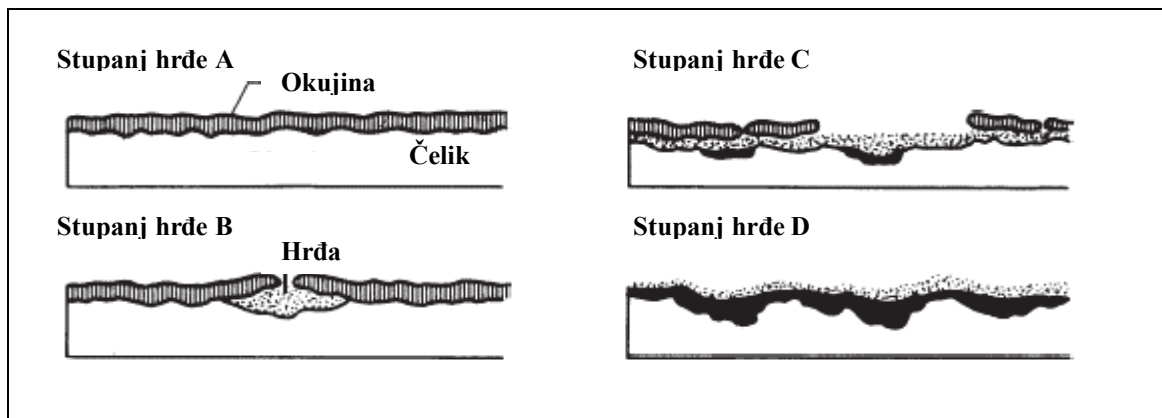 Stupanj hrđe A
Okujina
Čelik
Stupanj hrđe B
Hrđa
Stupanj hrđe C
Stupanj hrđe D